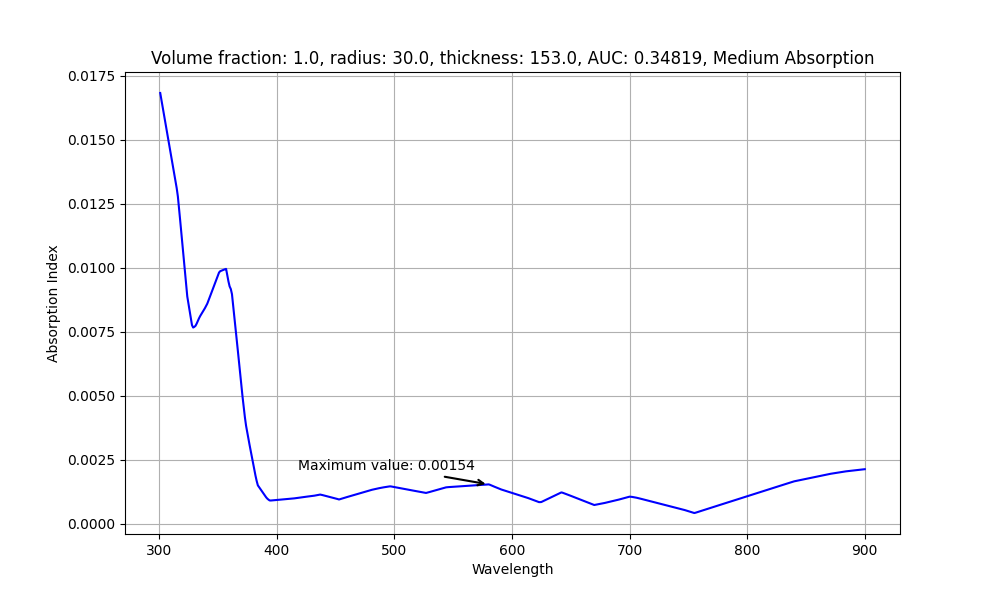 Volume fraction: 1.0, radius: 30.0, thickness: 153.0, AUC: 0.34819, Medium Absorption
0.0175
0.0150
0.0125
0.0100
0.0075
0.0050
0.0025
0.0000
Absorption Index
Maximum value: 0.00154
300 400 500 600 700 800 900
Wavelength